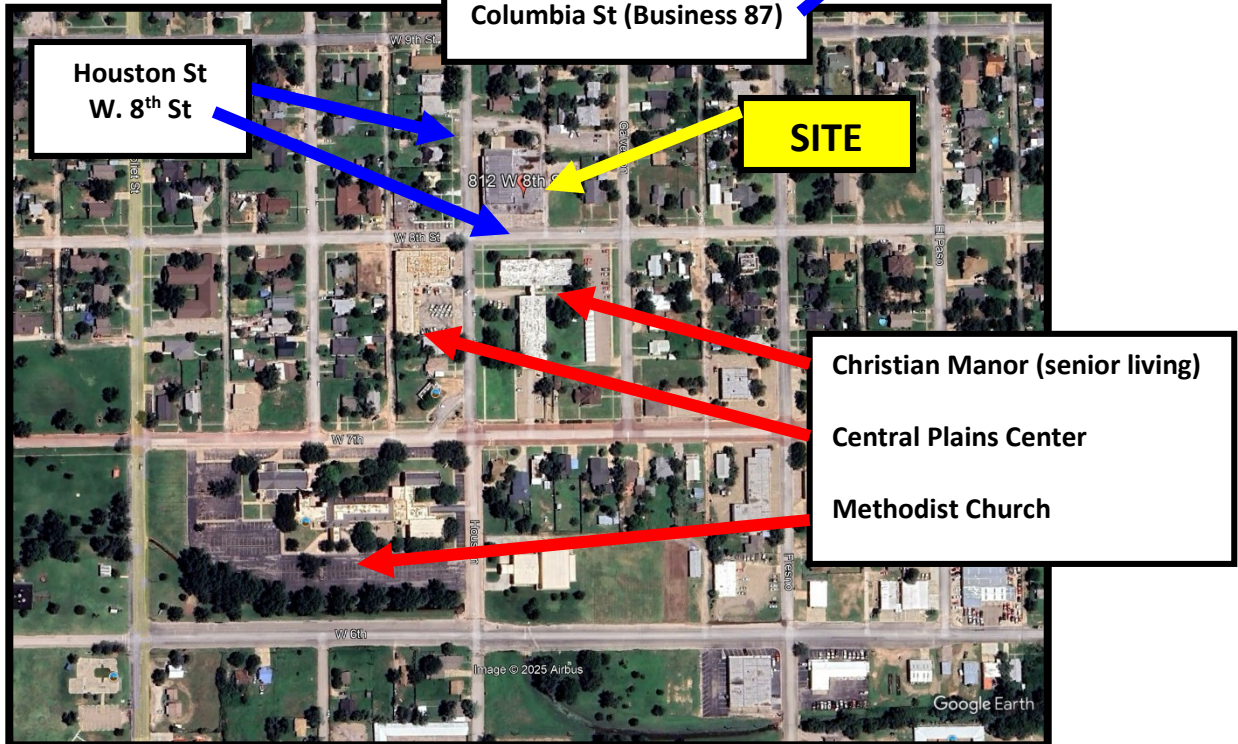 Columbia St (Business 87)
W 9th St
Houston St
W. 8th St
SITE
812 W 8th S
W 8th St
El Paso
Christian Manor (senior living)
Central Plains Center
Methodist Church
W 7th
Fresno
W 6th
Image © 2025 Airbus
Google Earth